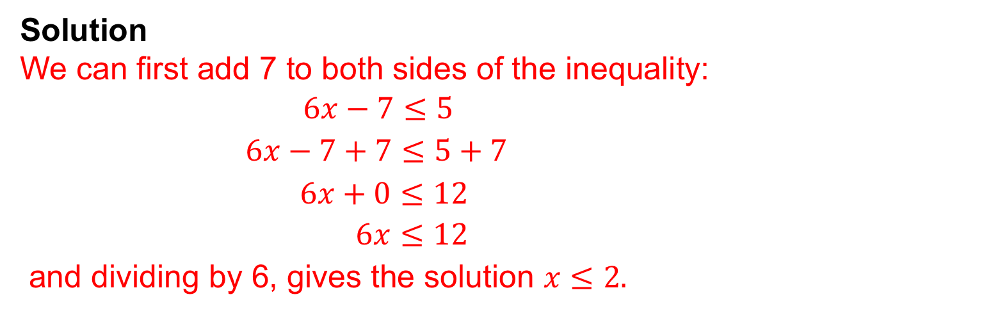 Solution
We can first add 7 to both sides of the inequality:
6x − 7 ≤ 5
6x − 7 + 7 ≤ 5 + 7
6x + 0 ≤ 12
6x ≤ 12
and dividing by 6, gives the solution x ≤ 2.